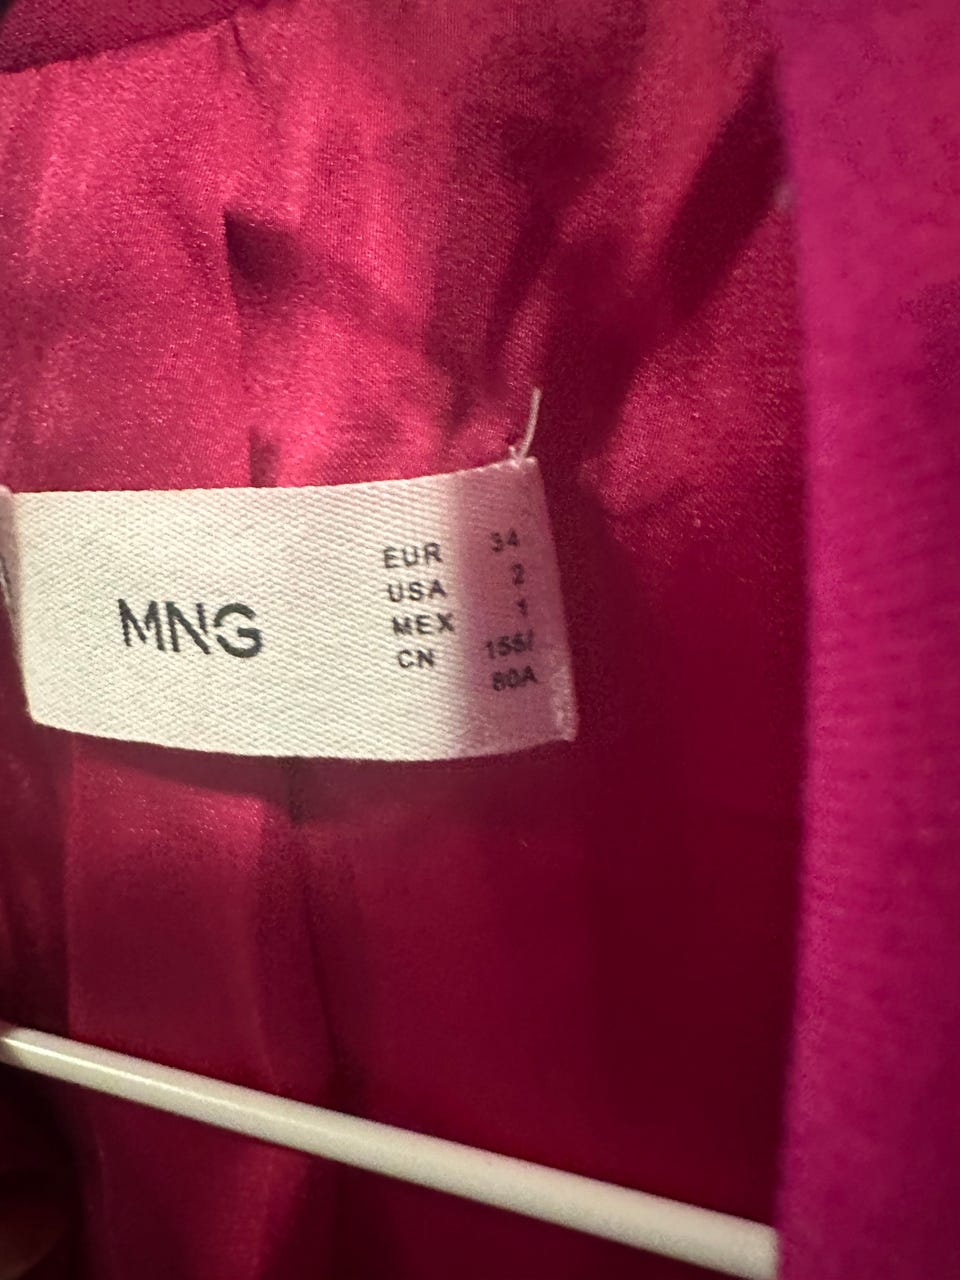 MNG
EUR 34
USA 2
MEX 1
CN 155/
80A